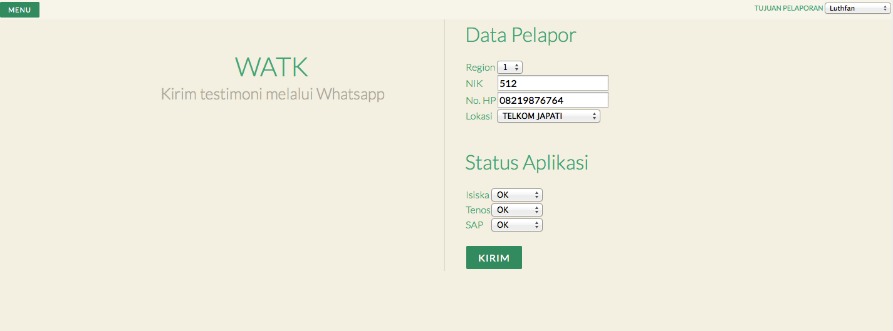 MENU
TUJUAN PELAPORAN Luthfan
WATK
Kirim testimoni melalui Whatsapp
Data Pelapor
Region 1
NIK 512
No. HP 08219876764
Lokasi TELKOM JAPATI
Status Aplikasi
Isiska OK
Tenos OK
SAP OK
KIRIM